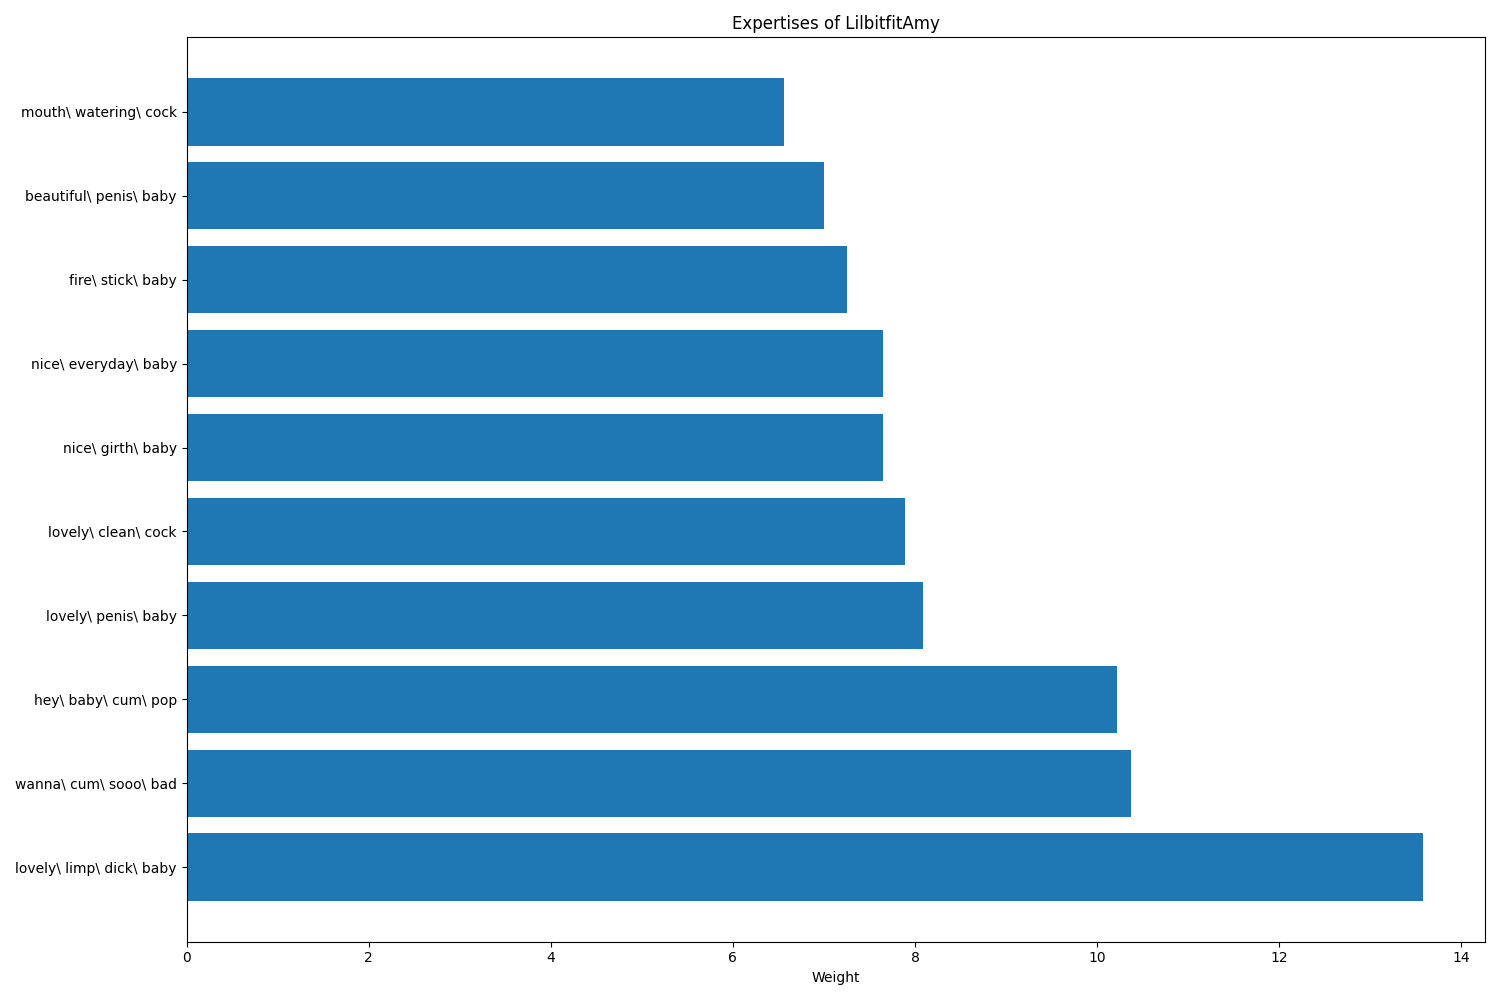 Expertises of LilbitfitAmy
mouth\ watering\ cock
beautiful\ penis\ baby
fire\ stick\ baby
nice\ everyday\ baby
nice\ girth\ baby
lovely\ clean\ cock
lovely\ penis\ baby
hey\ baby\ cum\ pop
wanna\ cum\ sooo\ bad
lovely\ limp\ dick\ baby
0 2 4 6 8 10 12 14
Weight